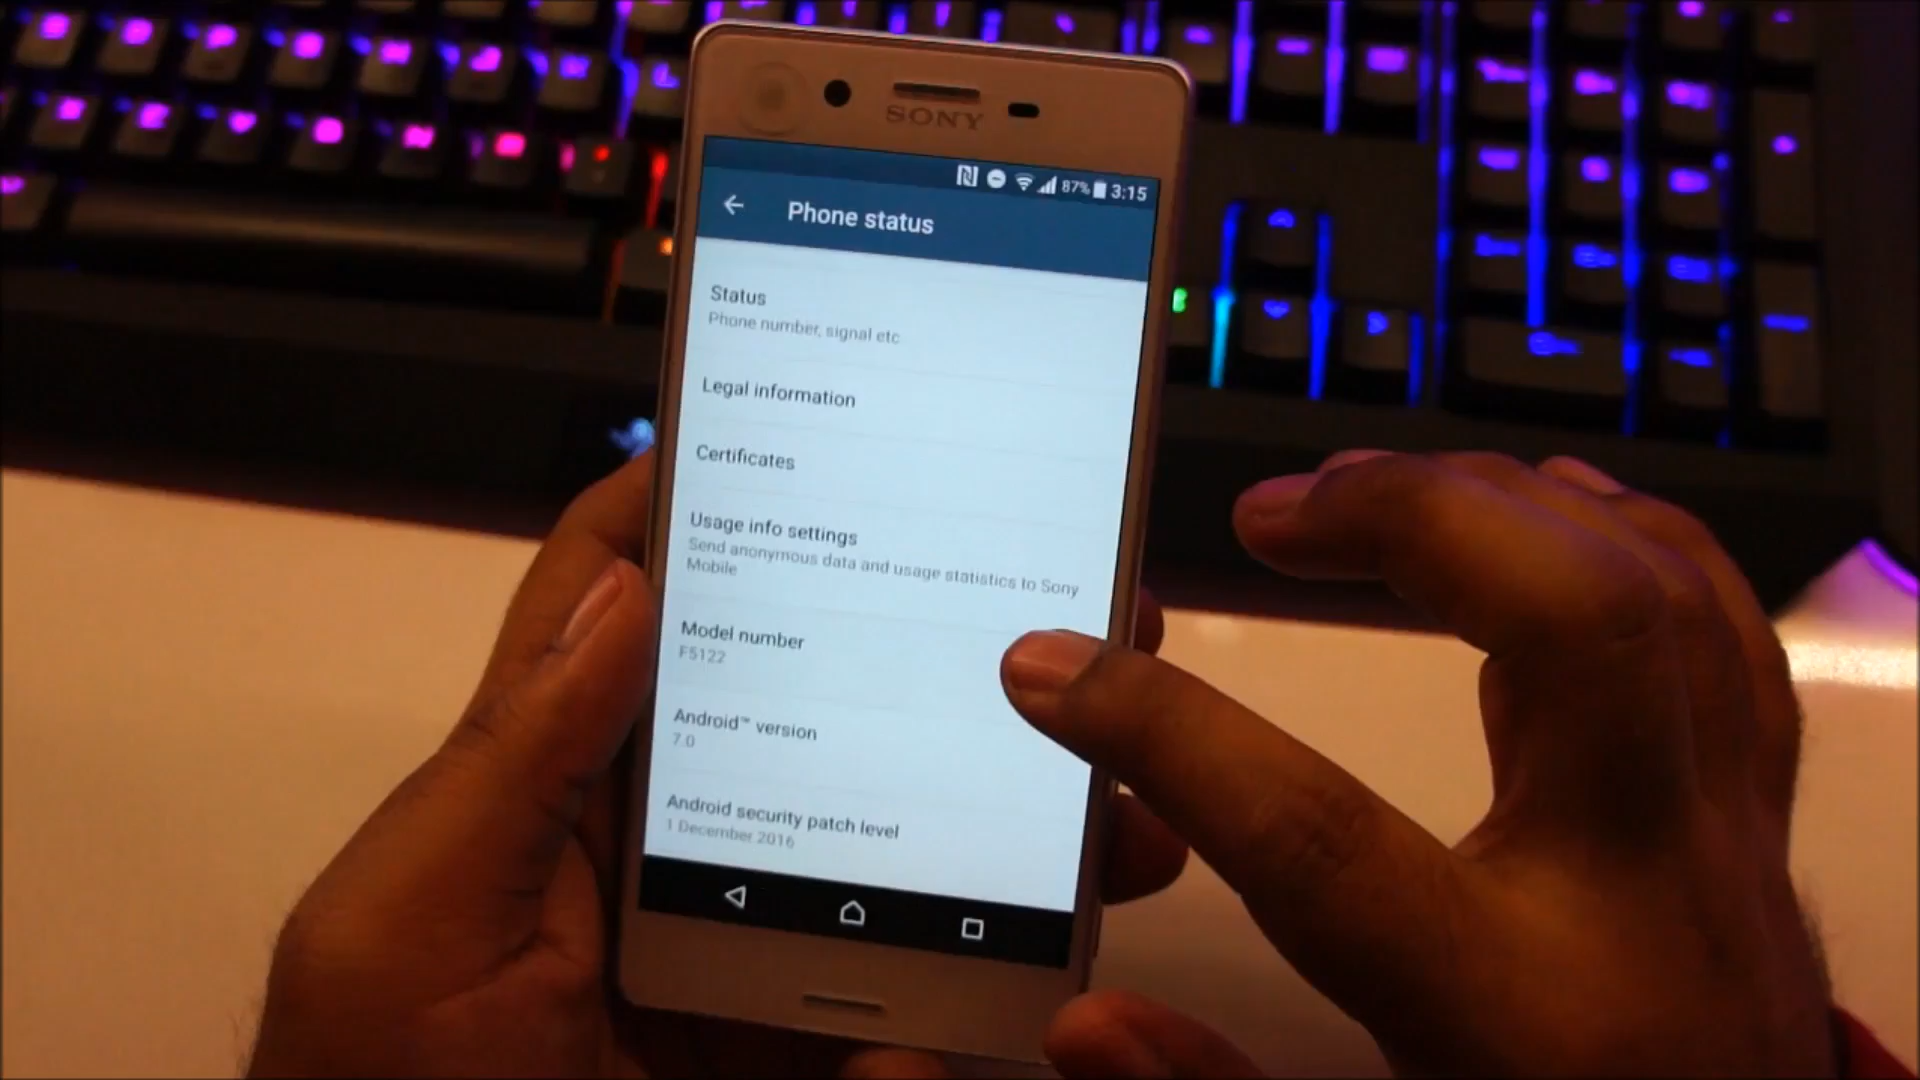 SONY
87% 3:15
Phone status
Status
Phone number, signal etc
Legal information
Certificates
Usage info settings
Send anonymous data and usage statistics to Sony
Mobile
Model number
F5122
Android™ version
7.0
Android security patch level
1 December 2016